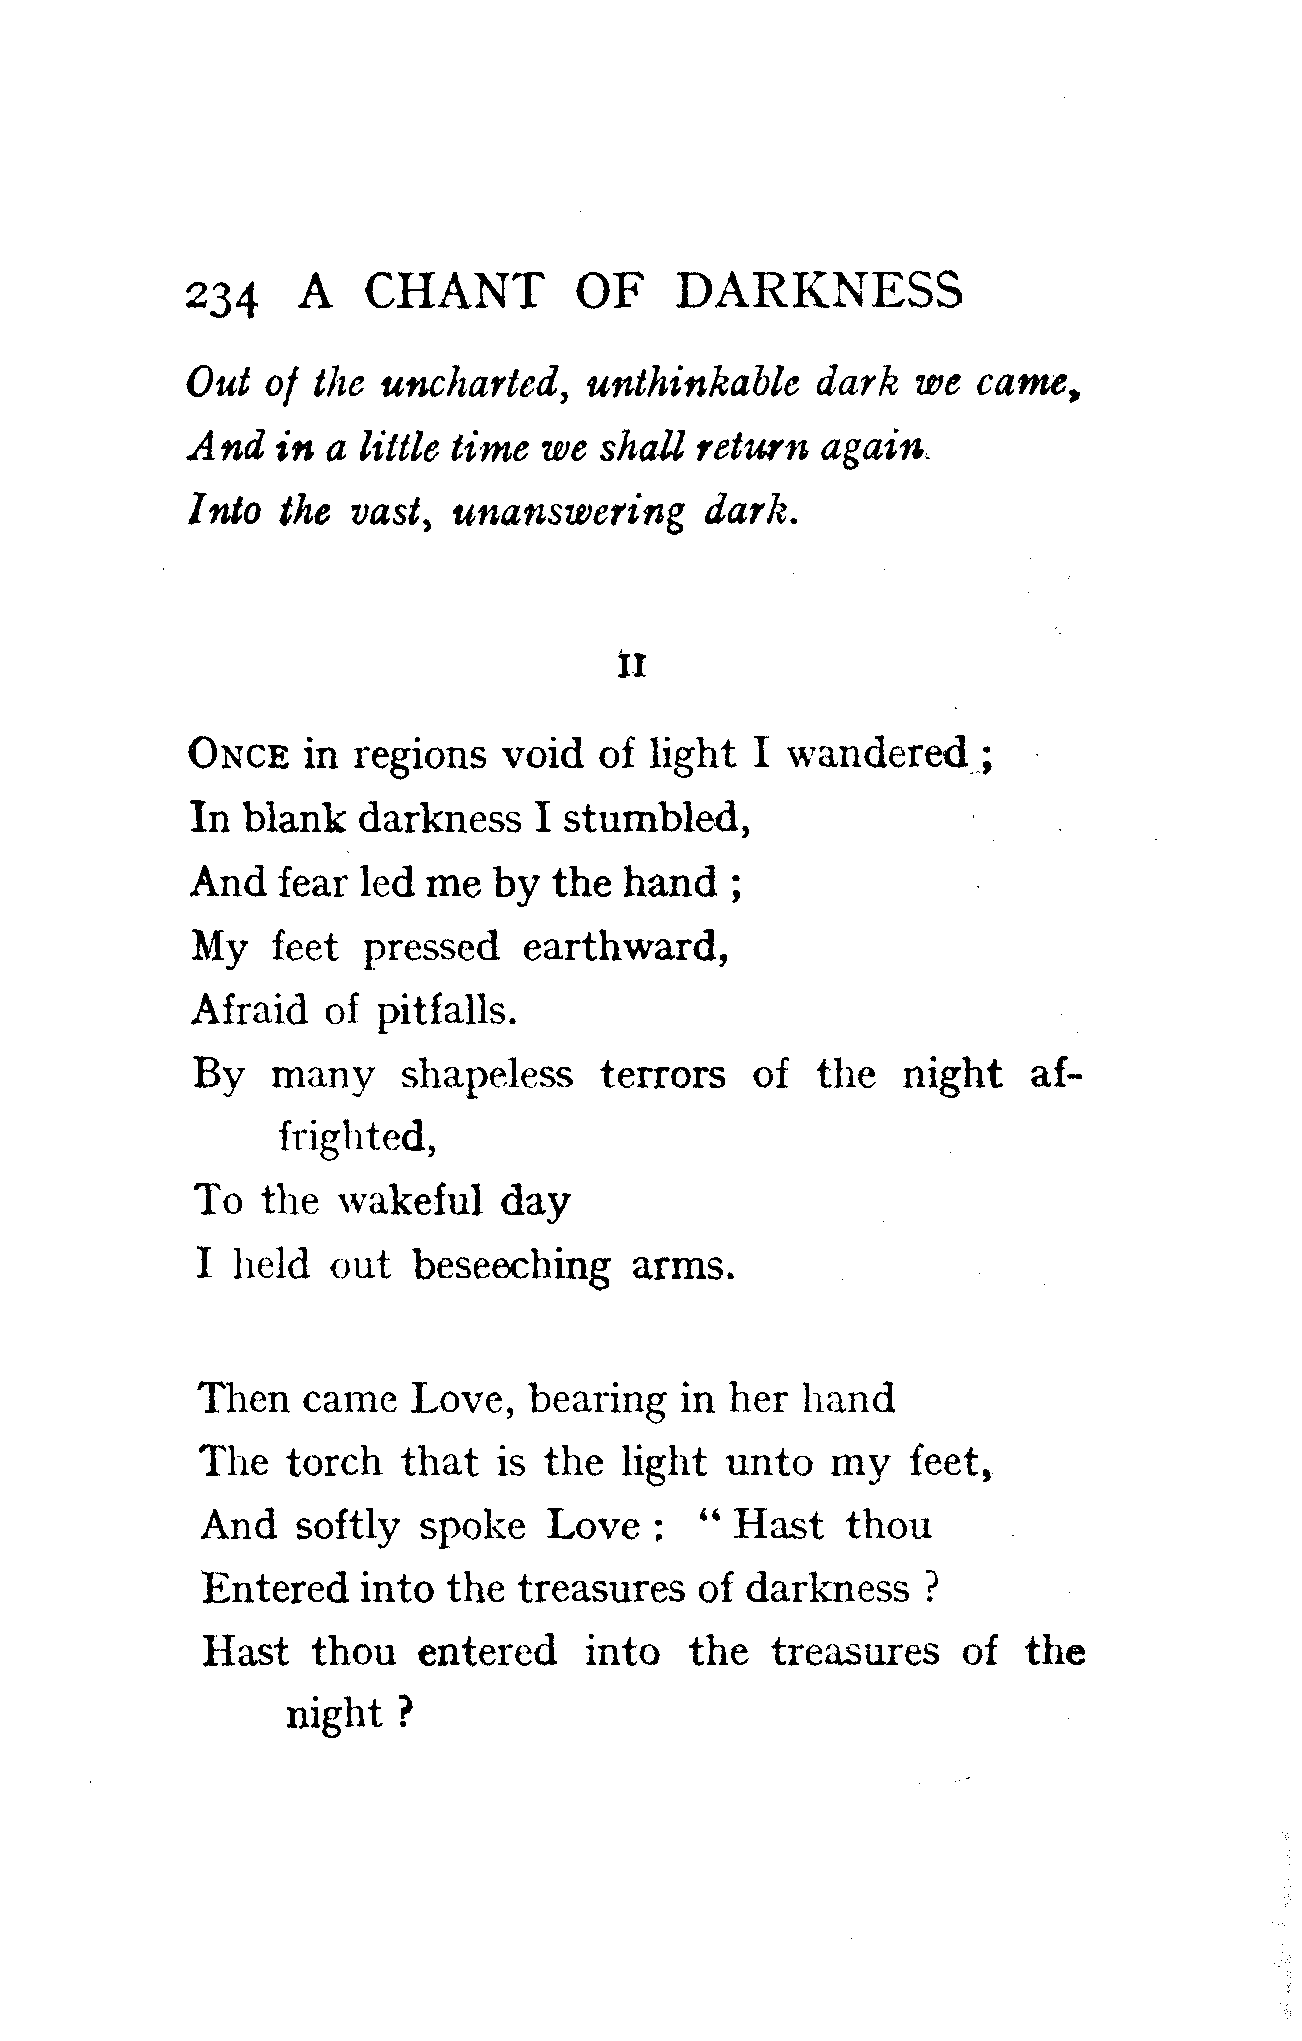 234 A CHANT OF DARKNESS
Out of the uncharted, unthinkable dark we came,
And in a little time we shall return again
Into the vast, unanswering dark.
II
ONCE in regions void of light I wandered ;
In blank darkness I stumbled,
And fear led me by the hand ;
My feet pressed earthward,
Afraid of pitfalls.
By many shapeless terrors of the night af-
frighted,
To the wakeful day
I held out beseeching arms.
Then came Love, bearing in her hand
The torch that is the light unto my feet,
And softly spoke Love : “ Hast thou
Entered into the treasures of darkness ?
Hast thou entered into the treasures of the
night ?